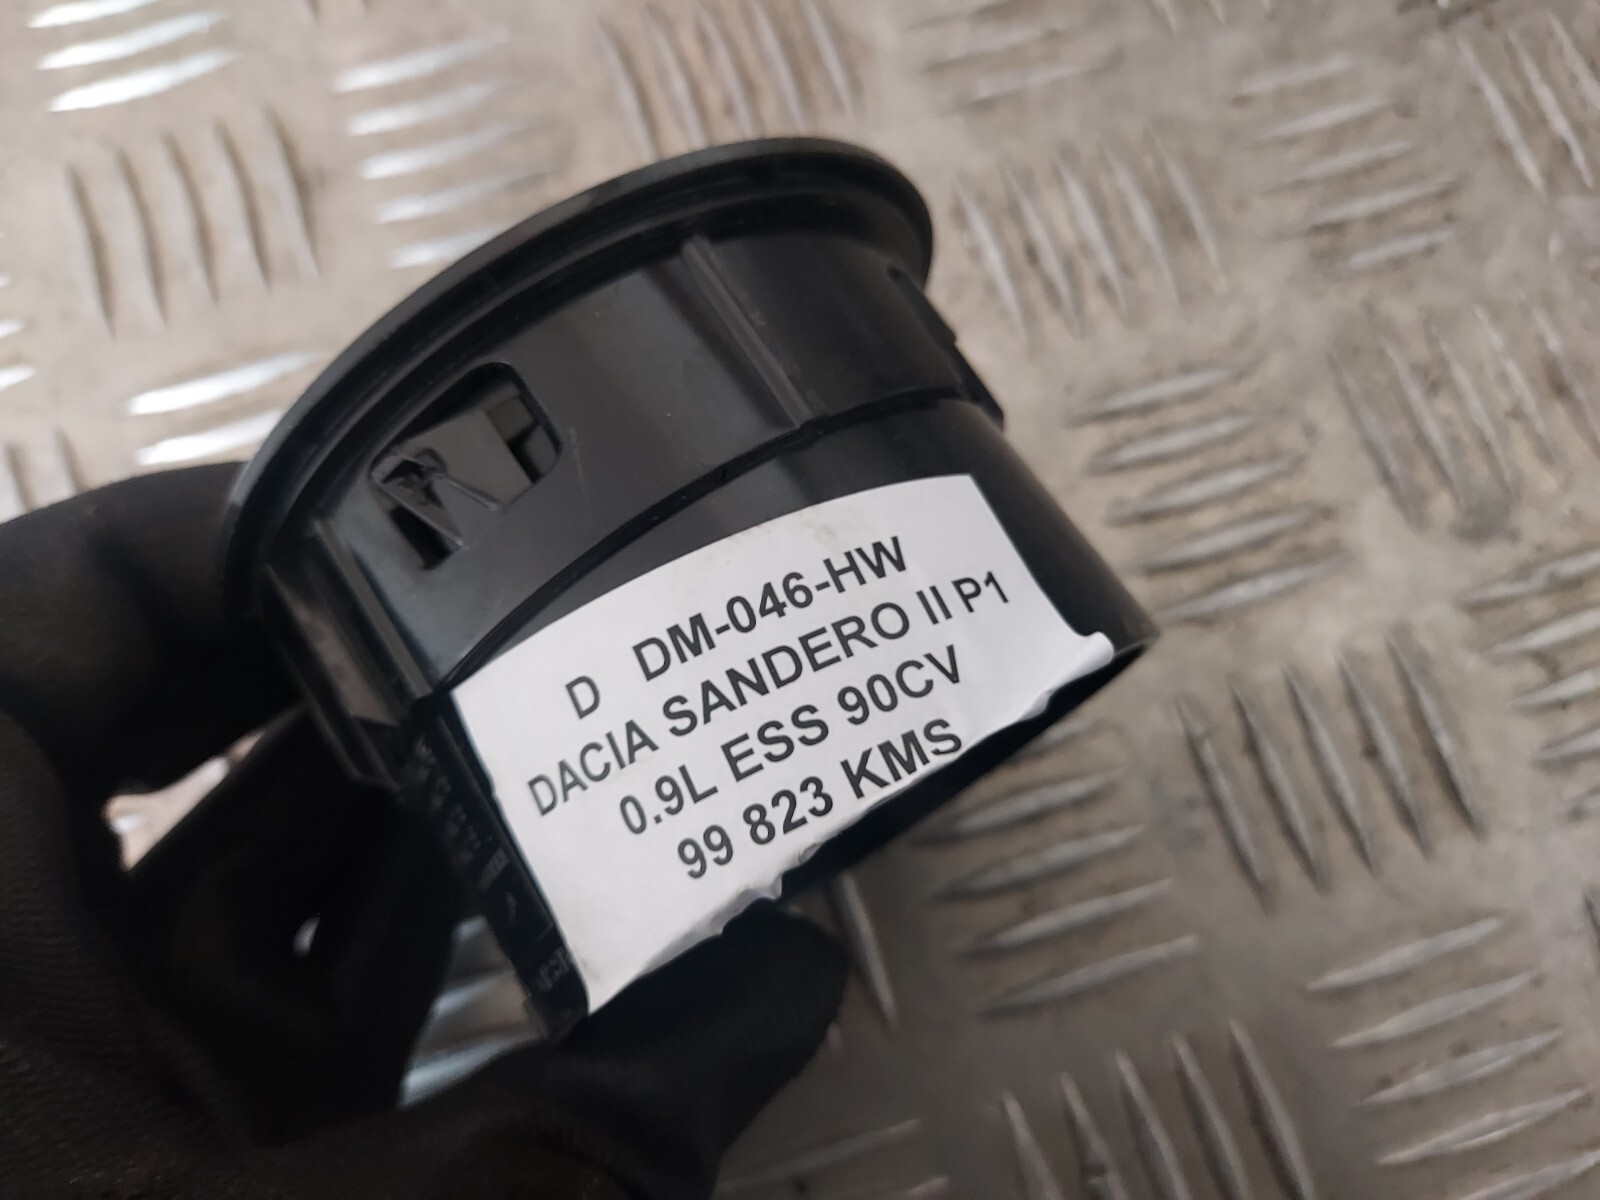 D DM-046-HW
DACIA SANDERO II P1
0.9L ESS 90CV
99 823 KMS